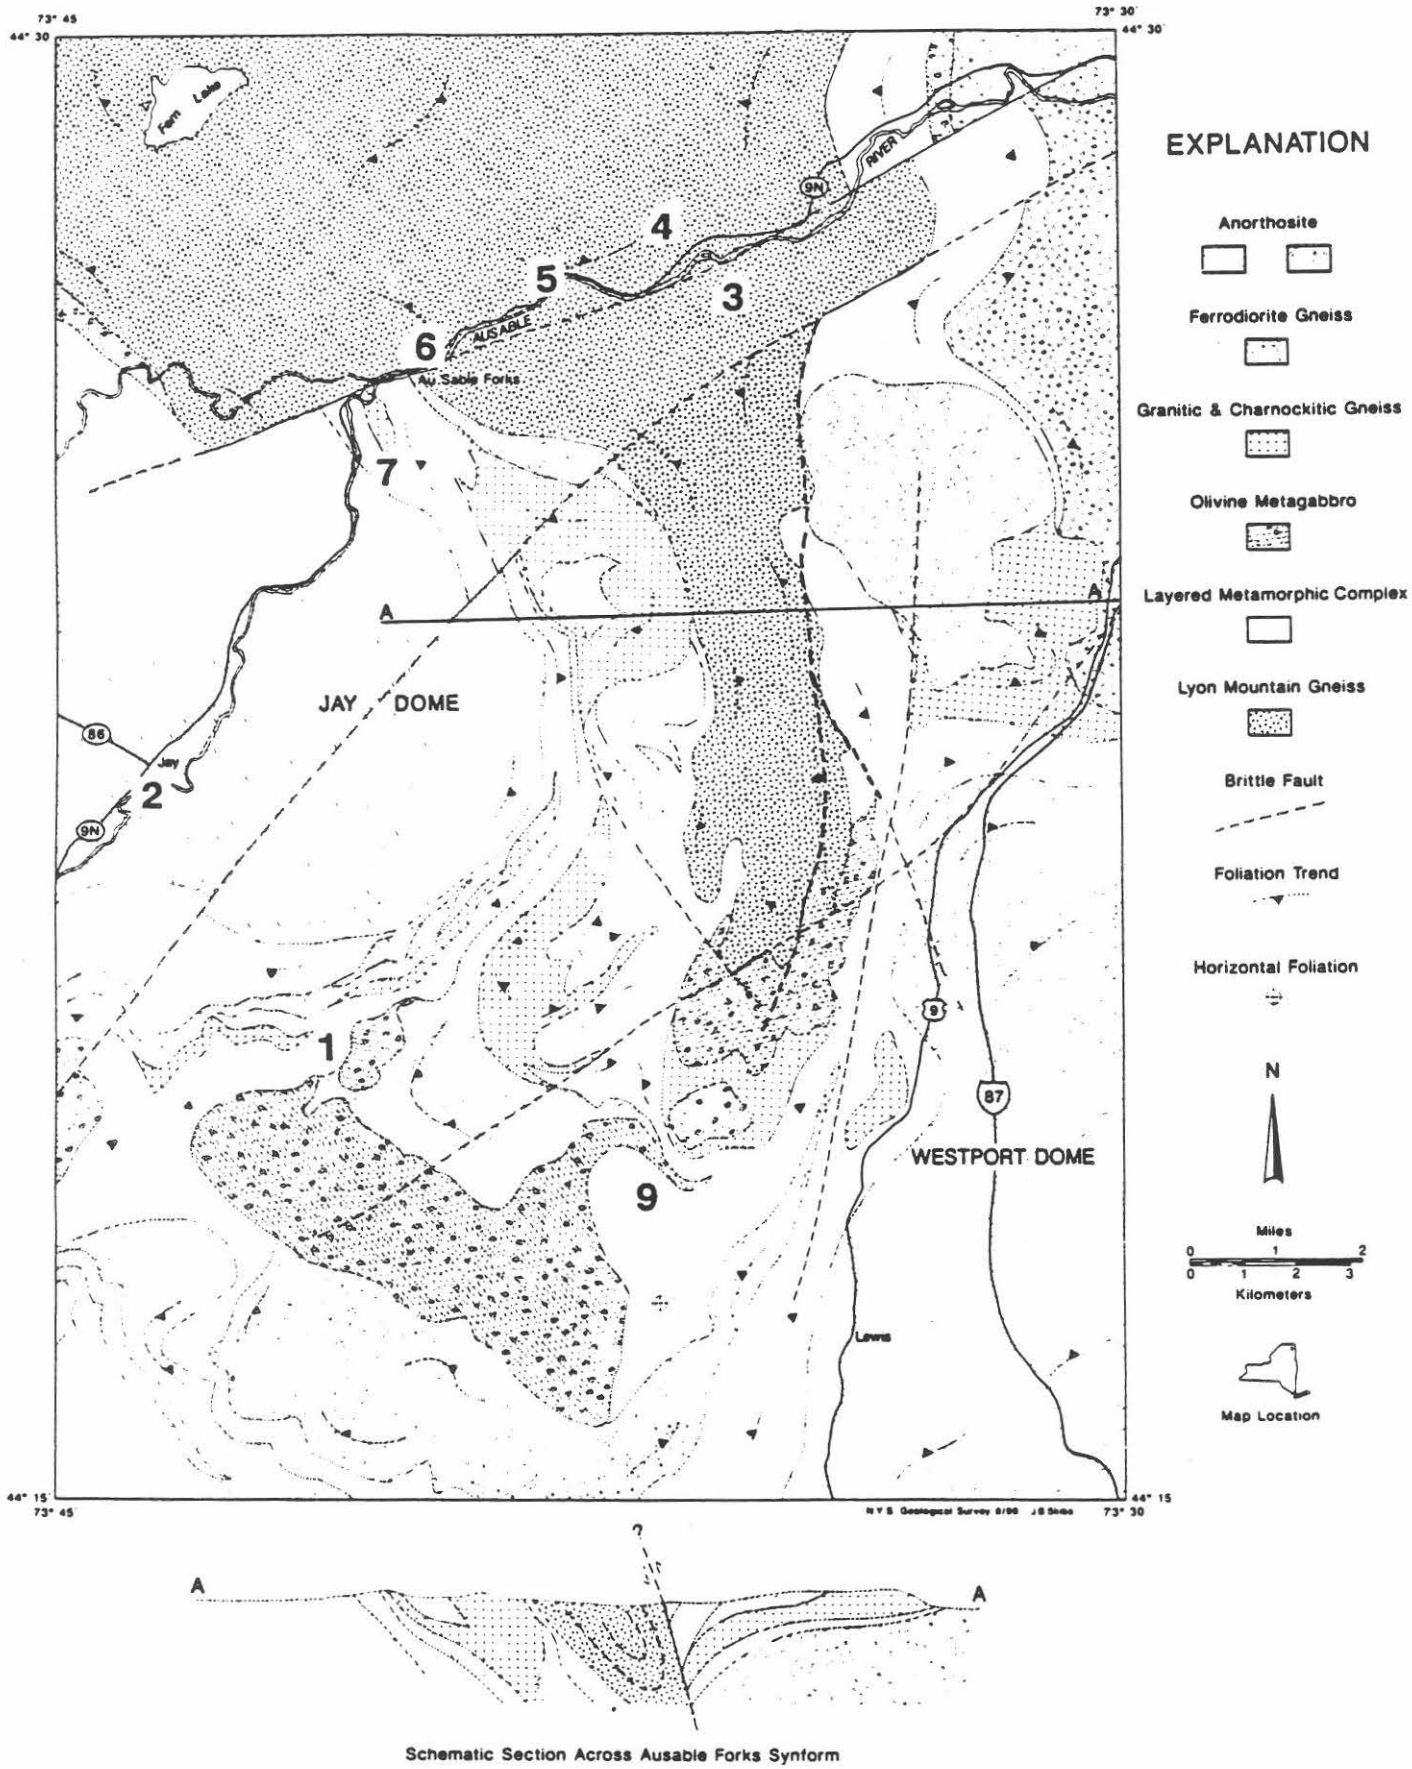 73° 45'
44° 30'
73° 30'
44° 30'
Fern Lake
RIVER
9N
4
5
3
AUSABLE
6
Au Sable Forks
7
A
A
JAY DOME
86
Jay
2
9N
1
9
9
87
WESTPORT DOME
Lewis
44° 15'
73° 45'
44° 15
73° 30
N Y S Geological Survey
EXPLANATION
Anorthosite
Ferrodiorite Gneiss
Granitic & Charnockitic Gneiss
Olivine Metagabbro
Layered Metamorphic Complex
Lyon Mountain Gneiss
Brittle Fault
Foliation Trend
Horizontal Foliation
N
Miles
0 1 2
0 1 2 3
Kilometers
Map Location
?
A
A
Schematic Section Across Ausable Forks Synform